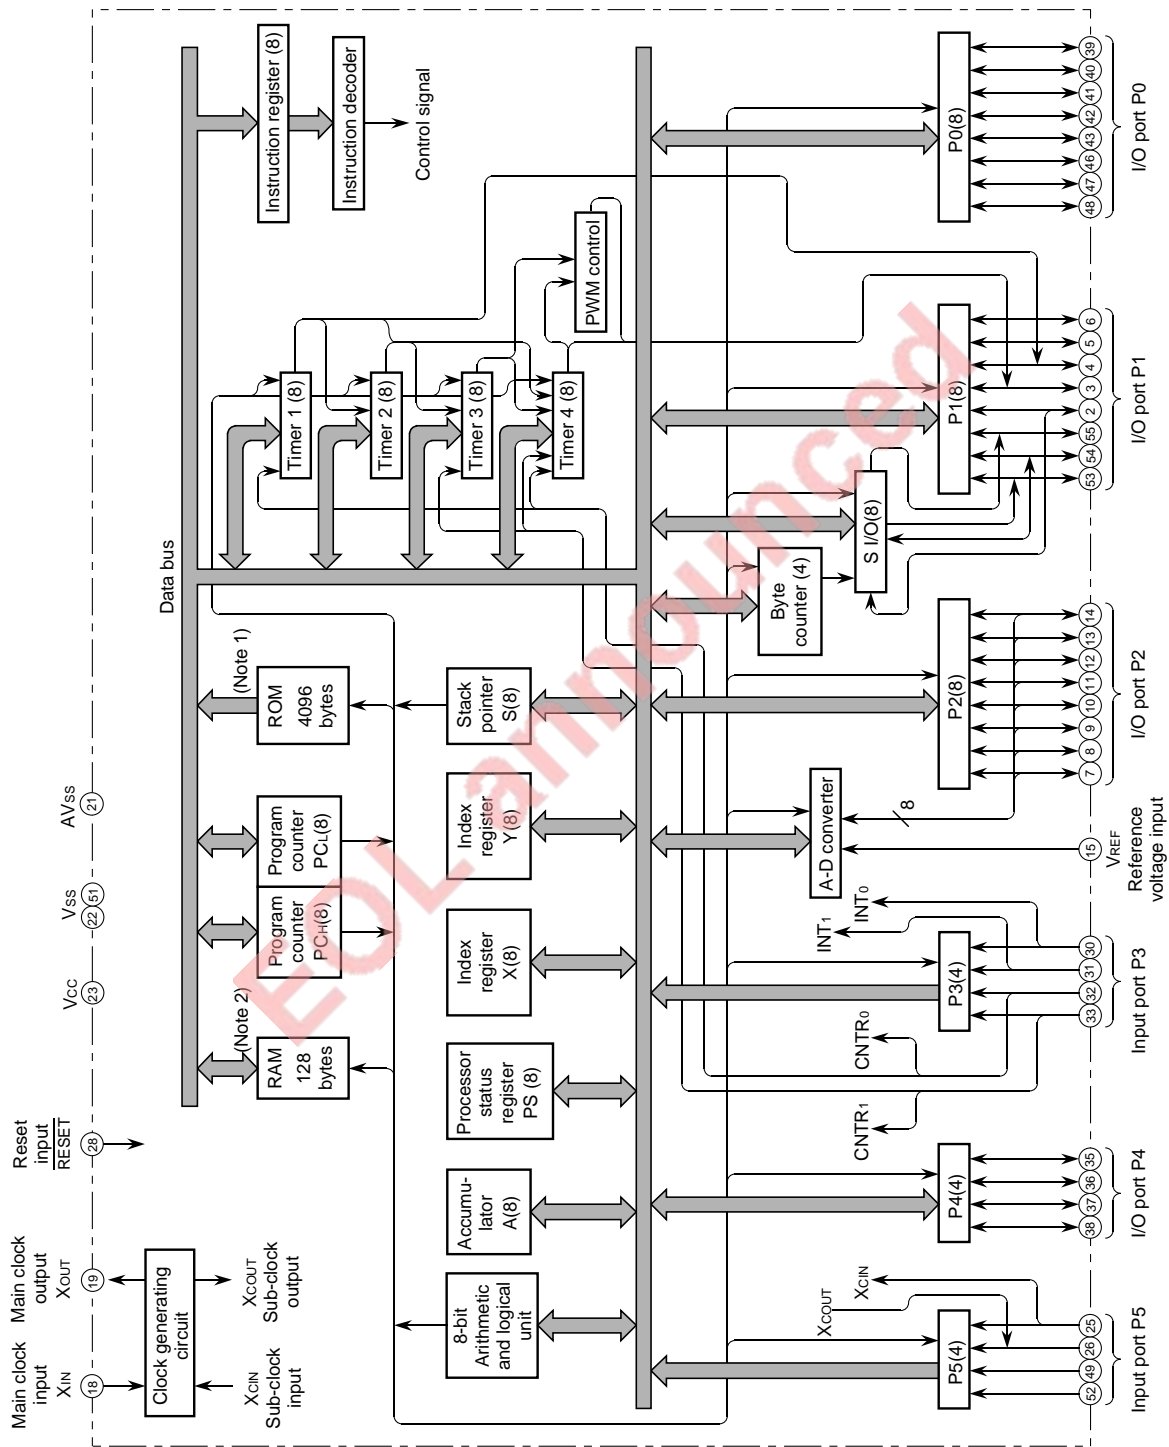 Main clock
input
XIN
18
Main clock
output
XOUT
19
Reset
input
RESET
28
VCC
23
VSS
22
51
AVSS
21
Clock generating
circuit
XCIN
Sub-clock
input
XCOUT
Sub-clock
output
Data bus
(Note 2)
RAM
128
bytes
Program
counter
PCH(8)
Program
counter
PCL(8)
(Note 1)
ROM
4096
bytes
Instruction register (8)
Instruction decoder
Control signal
8-bit
Arithmetic
and logical
unit
Accumu-
lator
A(8)
Processor
status
register
PS (8)
Index
register
X(8)
Index
register
Y(8)
Stack
pointer
S(8)
Timer 1 (8)
Timer 2 (8)
Timer 3 (8)
Timer 4 (8)
PWM control
Byte
counter (4)
S I/O(8)
A-D converter
8
XCOUT
XCIN
CNTR1
CNTR0
INT1
INT0
P5(4)
P4(4)
P3(4)
P2(8)
P1(8)
P0(8)
52
49
26
25
Input port P5
38
37
36
35
I/O port P4
33
32
31
30
Input port P3
15
VREF
Reference
voltage input
7
8
9
10
11
12
13
14
I/O port P2
53
54
55
2
3
4
5
6
I/O port P1
48
47
46
43
42
41
40
39
I/O port P0
EOL announced